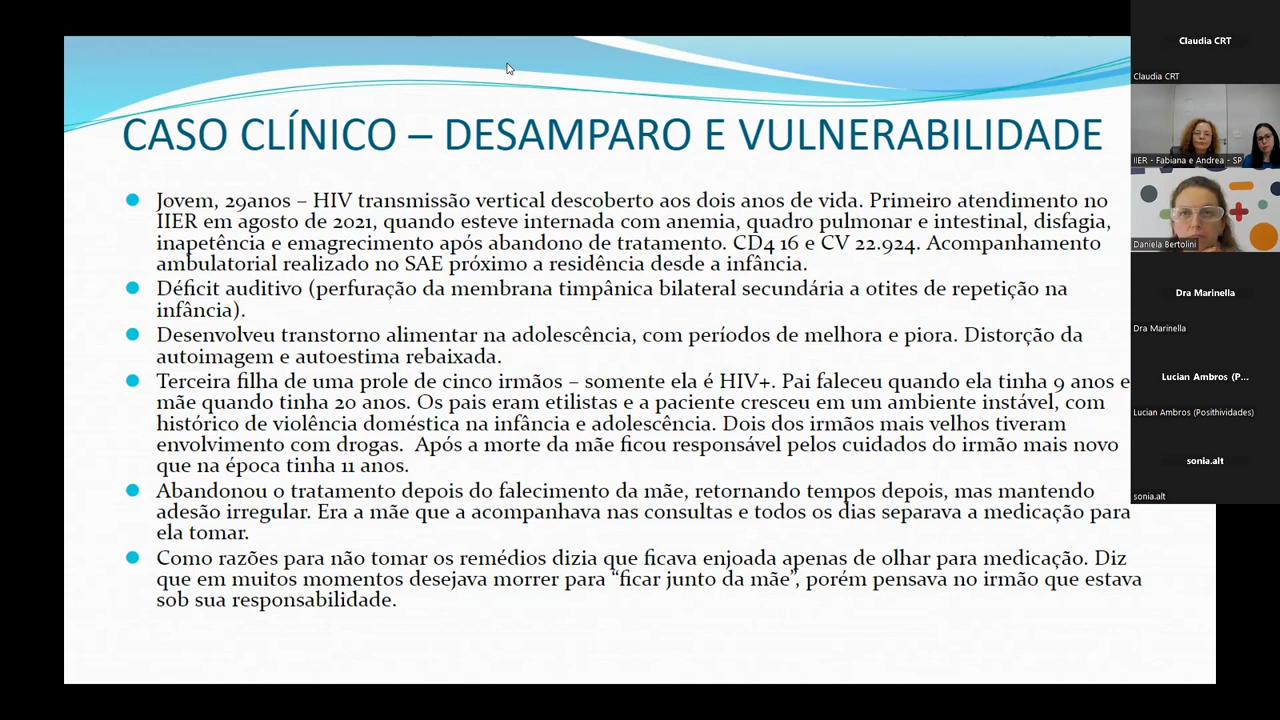 CASO CLÍNICO – DESAMPARO E VULNERABILIDADE
Jovem, 29anos – HIV transmissão vertical descoberto aos dois anos de vida. Primeiro atendimento no
IIER em agosto de 2021, quando esteve internada com anemia, quadro pulmonar e intestinal, disfagia,
inapetência e emagrecimento após abandono de tratamento. CD4 16 e CV 22.924. Acompanhamento
ambulatorial realizado no SAE próximo a residência desde a infância.
Déficit auditivo (perfuração da membrana timpânica bilateral secundária a otites de repetição na
infância).
Desenvolveu transtorno alimentar na adolescência, com períodos de melhora e piora. Distorção da
autoimagem e autoestima rebaixada.
Terceira filha de uma prole de cinco irmãos – somente ela é HIV+. Pai faleceu quando ela tinha 9 anos e
mãe quando tinha 20 anos. Os pais eram etilistas e a paciente cresceu em um ambiente instável, com
histórico de violência doméstica na infância e adolescência. Dois dos irmãos mais velhos tiveram
envolvimento com drogas.  Após a morte da mãe ficou responsável pelos cuidados do irmão mais novo
que na época tinha 11 anos.
Abandonou o tratamento depois do falecimento da mãe, retornando tempos depois, mas mantendo
adesão irregular. Era a mãe que a acompanhava nas consultas e todos os dias separava a medicação para
ela tomar.
Como razões para não tomar os remédios dizia que ficava enjoada apenas de olhar para medicação. Diz
que em muitos momentos desejava morrer para “ficar junto da mãe”, porém pensava no irmão que estava
sob sua responsabilidade.
Claudia CRT
Claudia CRT
IIER - Fabiana e Andrea - SP
Daniela Bertolini
Dra Marinella
Dra Marinella
Lucian Ambros (P...
Lucian Ambros (Posithividades)
sonia.alt
sonia.alt